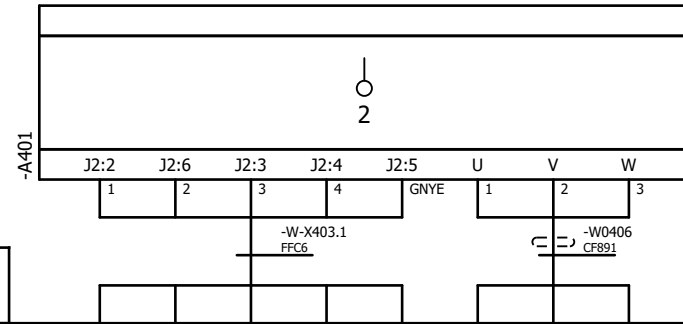 2
-A401
J2:2 J2:6 J2:3 J2:4 J2:5 U V W
1 2 3 4 GNYE 1 2 3
-W-X403.1 -W0406
FFC6 CF891